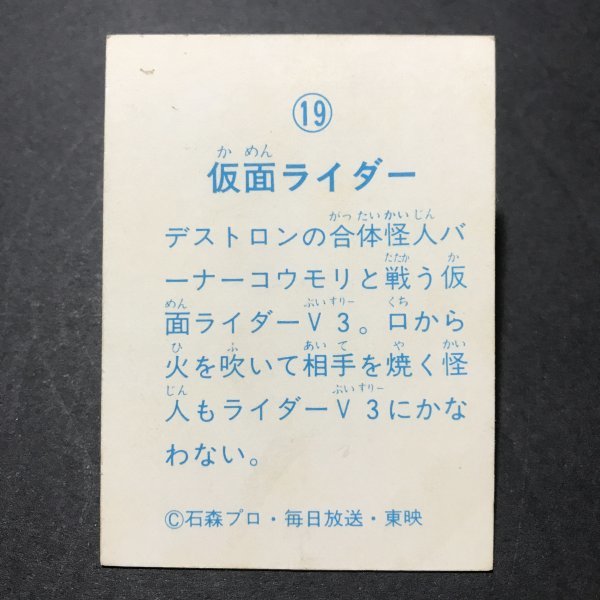 ⑲
か めん
仮面ライダー
がったいかいじん
デストロンの合体怪人バ
たたか か
ーナーコウモリと戦う仮
めん ぶいすりー くち
面ライダーV3。口から
ひ ふ あいて や かい
火を吹いて相手を焼く怪
じん ぶいすりー
人もライダーV3にかな
わない。
©石森プロ・毎日放送・東映